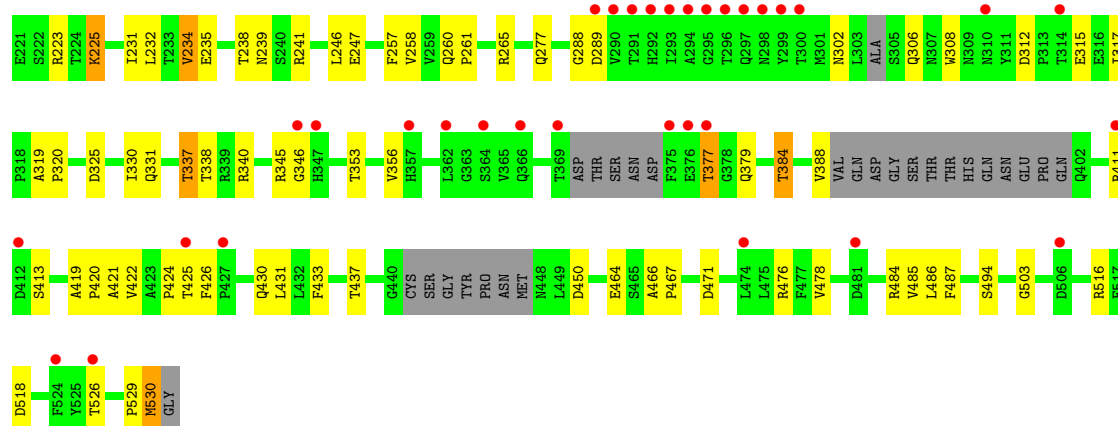 E221 S222 R223 T224 K225 I231 L232 T233 V234 E235 T238 N239 S240 R241 L246 E247 F257 V258 V259 Q260 P261 R265 Q277 G288 D289 V290 T291 H292 I293 A294 G295 T296 Q297 N298 Y299 T300 M301 N302 L303 ALA S305 Q306 N307 W308 N309 N310 Y311 D312 P313 T314 E315 E316
P318 A319 P320 D325 I330 Q331 T337 T338 R339 R340 R345 G346 H347 T353 V356 H357 L362 G363 S364 V365 Q366 T369 ASP THR SER ASN ASP F375 E376 T377 G378 Q379 T384 V388 VAL GLN ASP GLY SER THR THR HIS GLN ASN GLU PRO GLN Q402
D412 S413 A419 P420 A421 V422 A423 P424 T425 F426 P427 Q430 L431 L432 F433 T437 G440 CYS SER GLY TYR PRO ASN MET N448 L449 D450 E464 S465 A466 P467 D471 L474 L475 R476 F477 V478 D481 R484 V485 L486 F487 S494 G503 D506 R516
D518 F524 Y525 T526 P529 M530 GLY